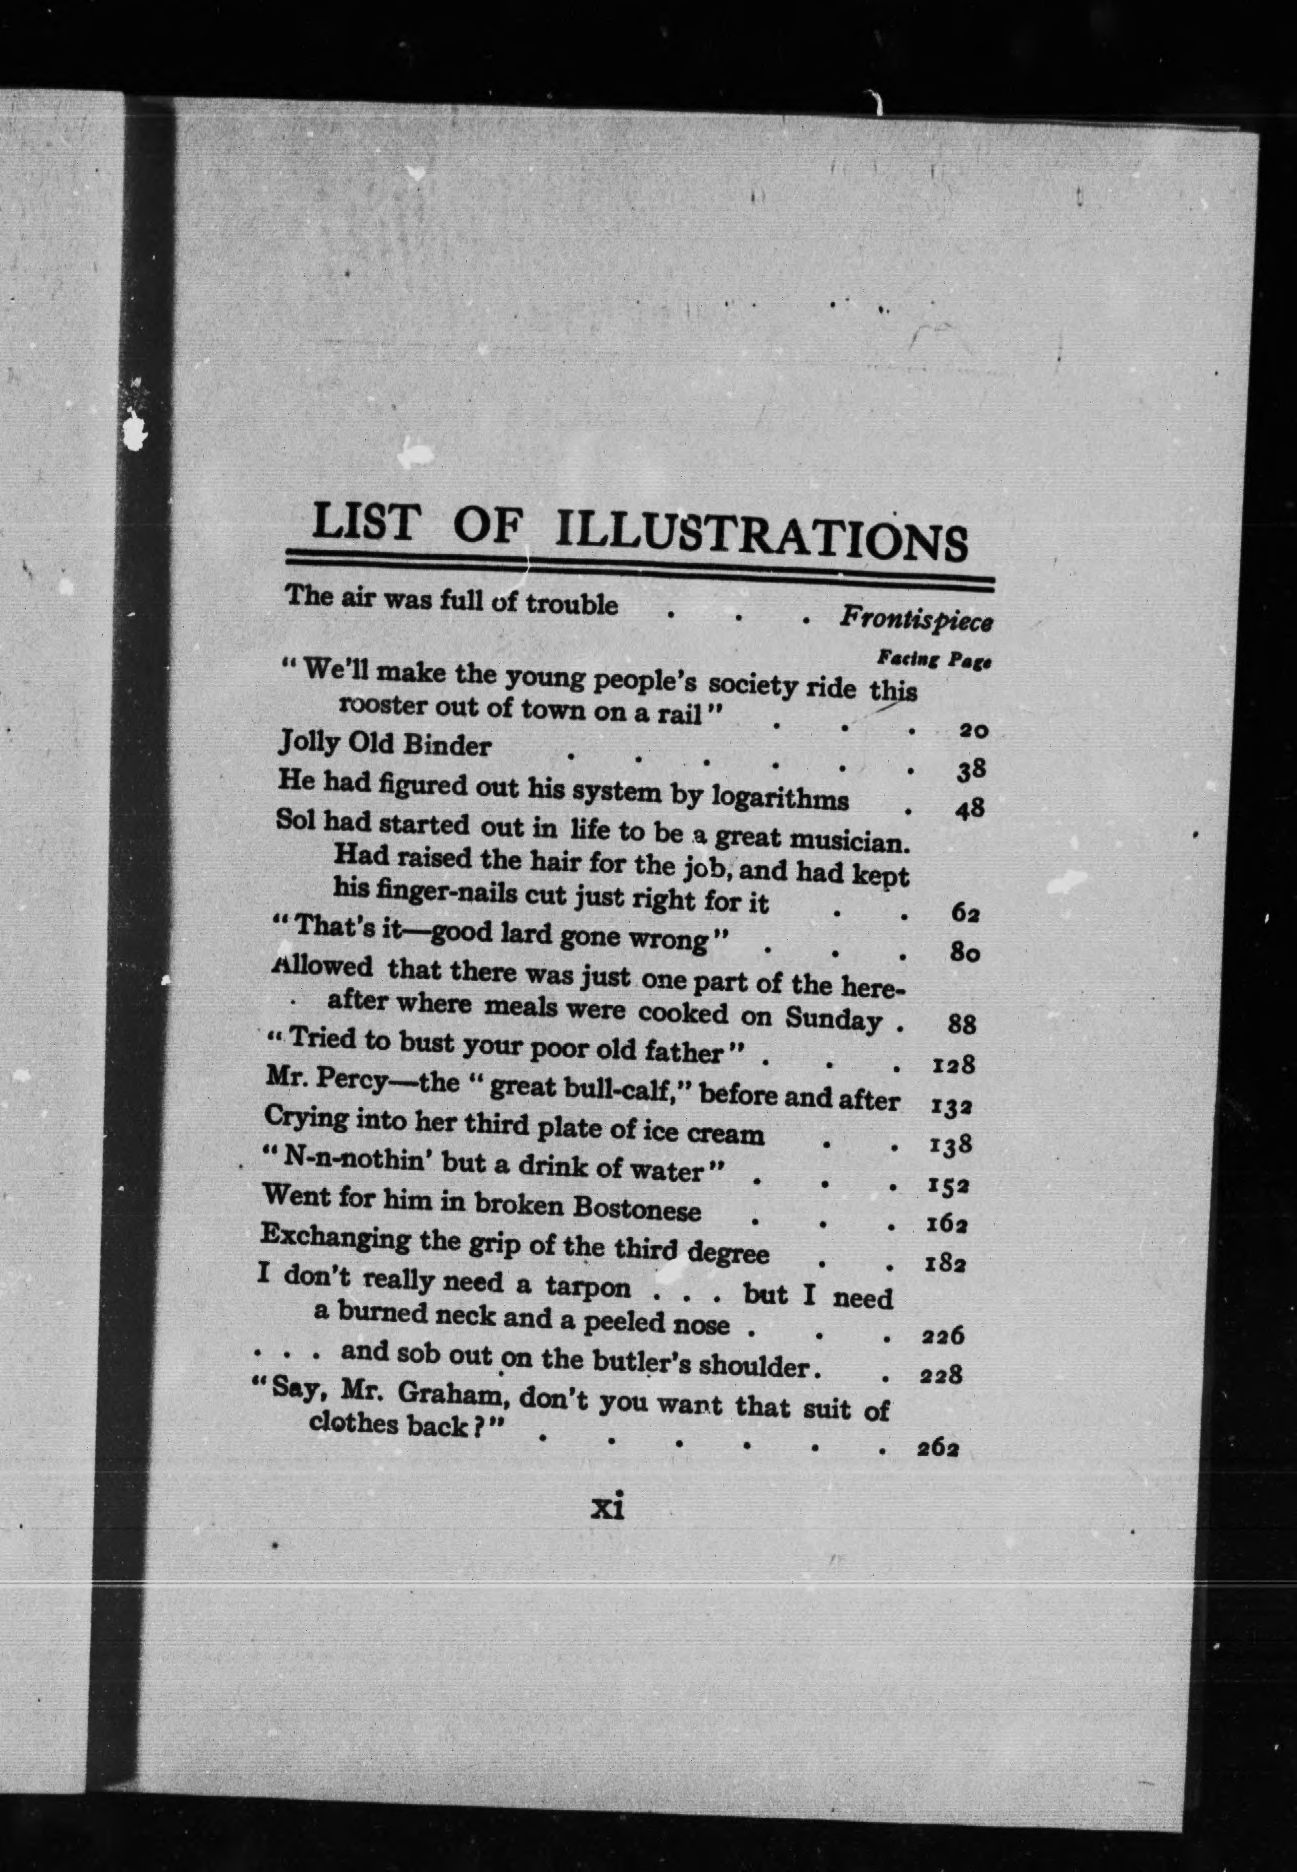 LIST OF ILLUSTRATIONS
The air was full of trouble . . . Frontispiece
Facing Page
"We'll make the young people's society ride this
rooster out of town on a rail" . . . 20
Jolly Old Binder . . . . . . 38
He had figured out his system by logarithms . 48
Sol had started out in life to be a great musician.
Had raised the hair for the job, and had kept
his finger-nails cut just right for it . . 62
"That's it—good lard gone wrong" . . . 80
Allowed that there was just one part of the here-
after where meals were cooked on Sunday . 88
"Tried to bust your poor old father" . . . 128
Mr. Percy—the "great bull-calf," before and after 132
Crying into her third plate of ice cream . . 138
"N-n-nothin' but a drink of water" . . . 152
Went for him in broken Bostonese . . . 162
Exchanging the grip of the third degree . . 182
I don't really need a tarpon . . . but I need
a burned neck and a peeled nose . . . 226
. . . and sob out on the butler's shoulder. . 228
"Say, Mr. Graham, don't you want that suit of
clothes back?" . . . . . . 262
xi